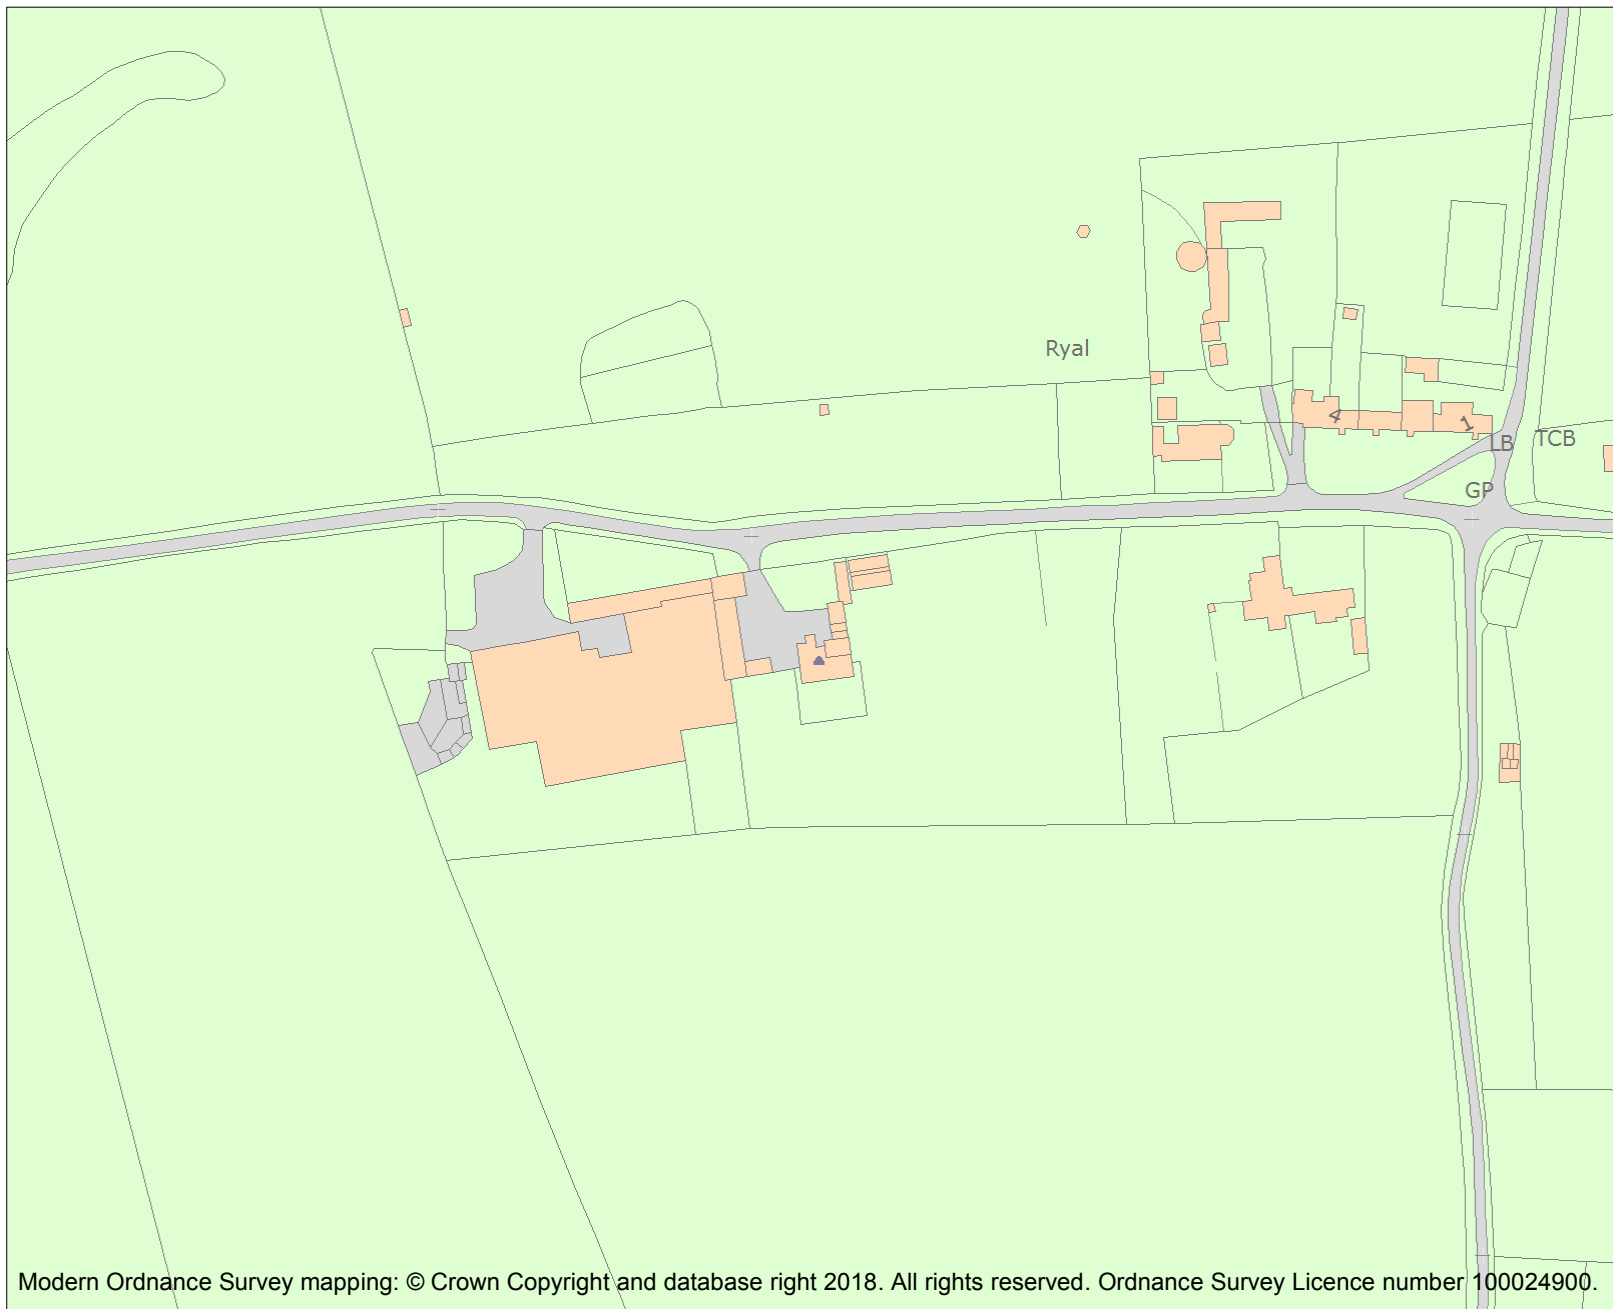 Ryal
4
1
LB
TCB
GP
Modern Ordnance Survey mapping: © Crown Copyright and database right 2018. All rights reserved. Ordnance Survey Licence number 100024900.